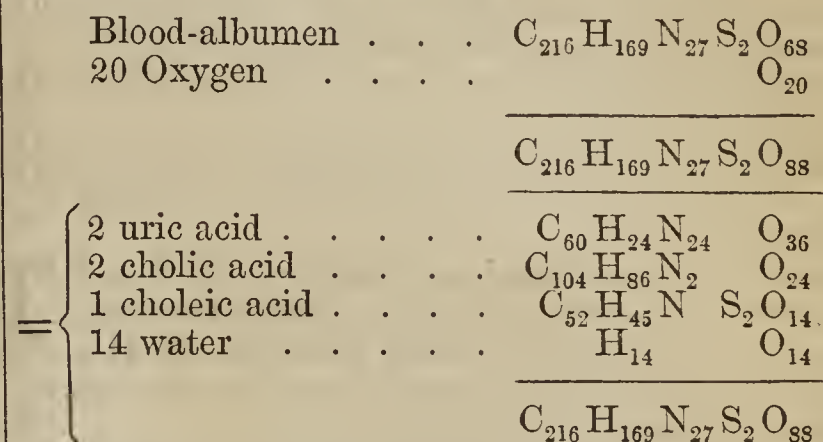 Blood-albumen . . . C₂₁₆ H₁₆₉ N₂₇ S₂ O₆₈
20 Oxygen . . . . O₂₀
C₂₁₆ H₁₆₉ N₂₇ S₂ O₈₈
2 uric acid . . . . . C₆₀ H₂₄ N₂₄ O₃₆
2 cholic acid . . . . C₁₀₄ H₈₆ N₂ O₂₄
= { 1 choleic acid . . . . C₅₂ H₄₅ N S₂ O₁₄
14 water . . . . . H₁₄ O₁₄
C₂₁₆ H₁₆₉ N₂₇ S₂ O₈₈